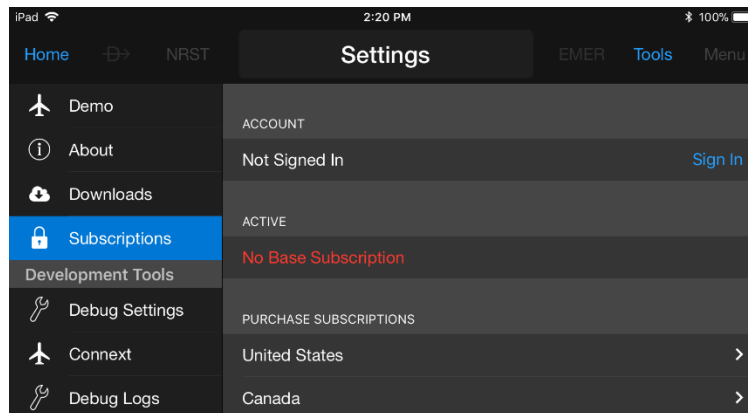 iPad 2:20 PM 100%
Home D NRST Settings EMER Tools Menu
Demo
About
Downloads
Subscriptions
Development Tools
Debug Settings
Connext
Debug Logs
ACCOUNT
Not Signed In Sign In
ACTIVE
No Base Subscription
PURCHASE SUBSCRIPTIONS
United States
Canada